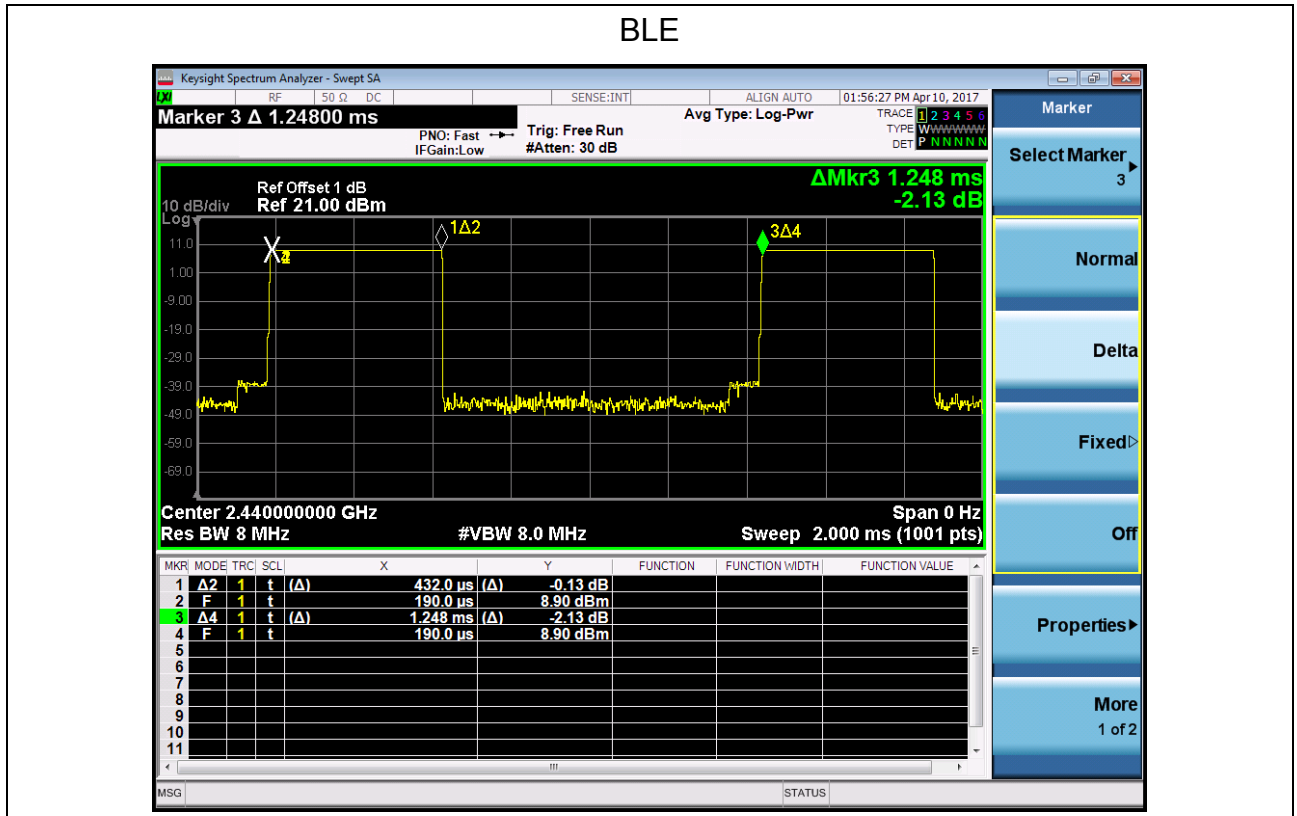 BLE
Keysight Spectrum Analyzer - Swept SA
LXI RF 50 Ω DC SENSE:INT ALIGN AUTO 01:56:27 PM Apr 10, 2017
Marker 3 Δ 1.24800 ms
PNO: Fast
IFGain:Low
Trig: Free Run
#Atten: 30 dB
Avg Type: Log-Pwr
TRACE 1 2 3 4 5 6
TYPE W W W W W W
DET P N N N N N
ΔMkr3 1.248 ms
-2.13 dB
Ref Offset 1 dB
10 dB/div Ref 21.00 dBm
Log
11.0
1.00
-9.00
-19.0
-29.0
-39.0
-49.0
-59.0
-69.0
1Δ2
3Δ4
Center 2.440000000 GHz Span 0 Hz
Res BW 8 MHz #VBW 8.0 MHz Sweep 2.000 ms (1001 pts)
MKR MODE TRC SCL X Y FUNCTION FUNCTION WIDTH FUNCTION VALUE
1 Δ2 1 t (Δ) 432.0 µs (Δ) -0.13 dB
2 F 1 t 190.0 µs 8.90 dBm
3 Δ4 1 t (Δ) 1.248 ms (Δ) -2.13 dB
4 F 1 t 190.0 µs 8.90 dBm
5
6
7
8
9
10
11
MSG STATUS
Marker
Select Marker
3
Normal
Delta
Fixed
Off
Properties
More
1 of 2